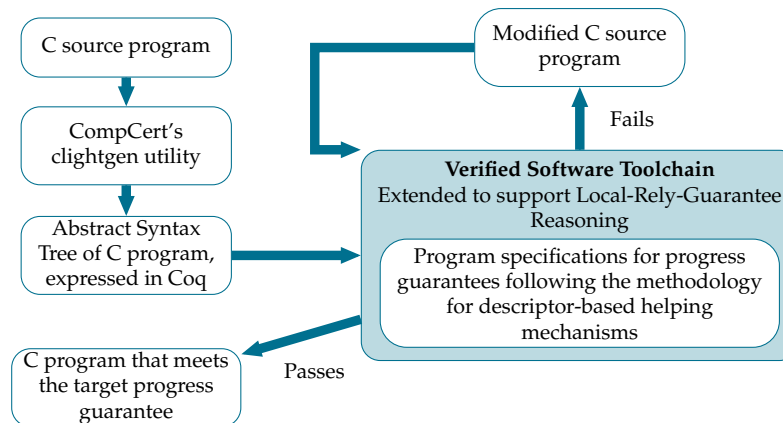 C source program
CompCert's
clightgen utility
Abstract Syntax
Tree of C program,
expressed in Coq
Modified C source
program
Fails
Verified Software Toolchain
Extended to support Local-Rely-Guarantee
Reasoning
Program specifications for progress
guarantees following the methodology
for descriptor-based helping
mechanisms
Passes
C program that meets
the target progress
guarantee